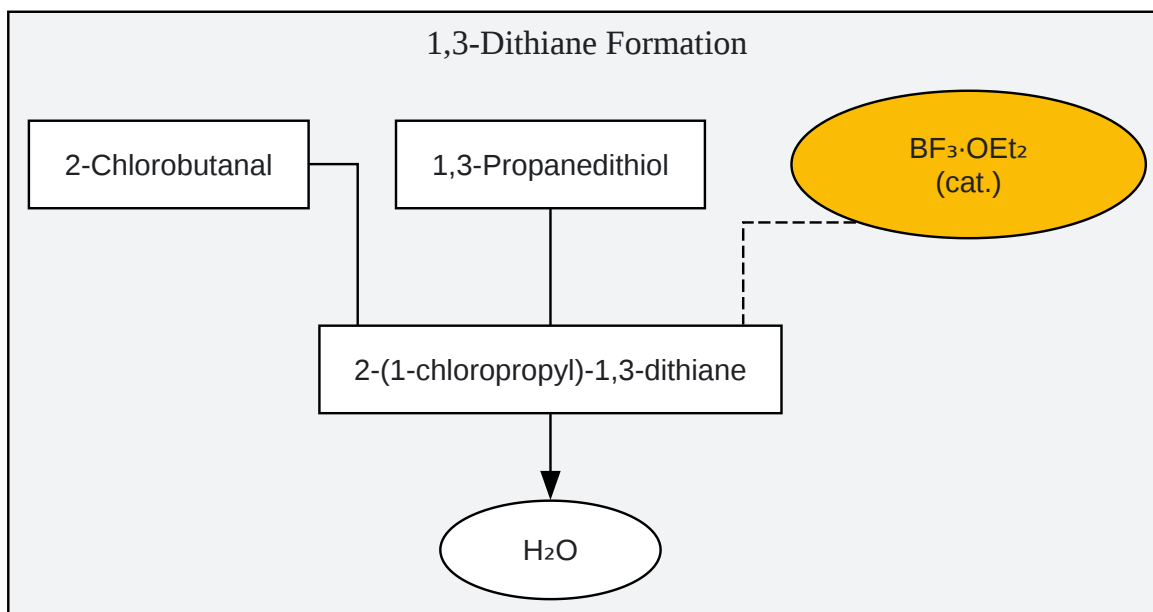 1,3-Dithiane Formation
2-Chlorobutanal
1,3-Propanedithiol
BF₃·OEt₂
(cat.)
2-(1-chloropropyl)-1,3-dithiane
H₂O